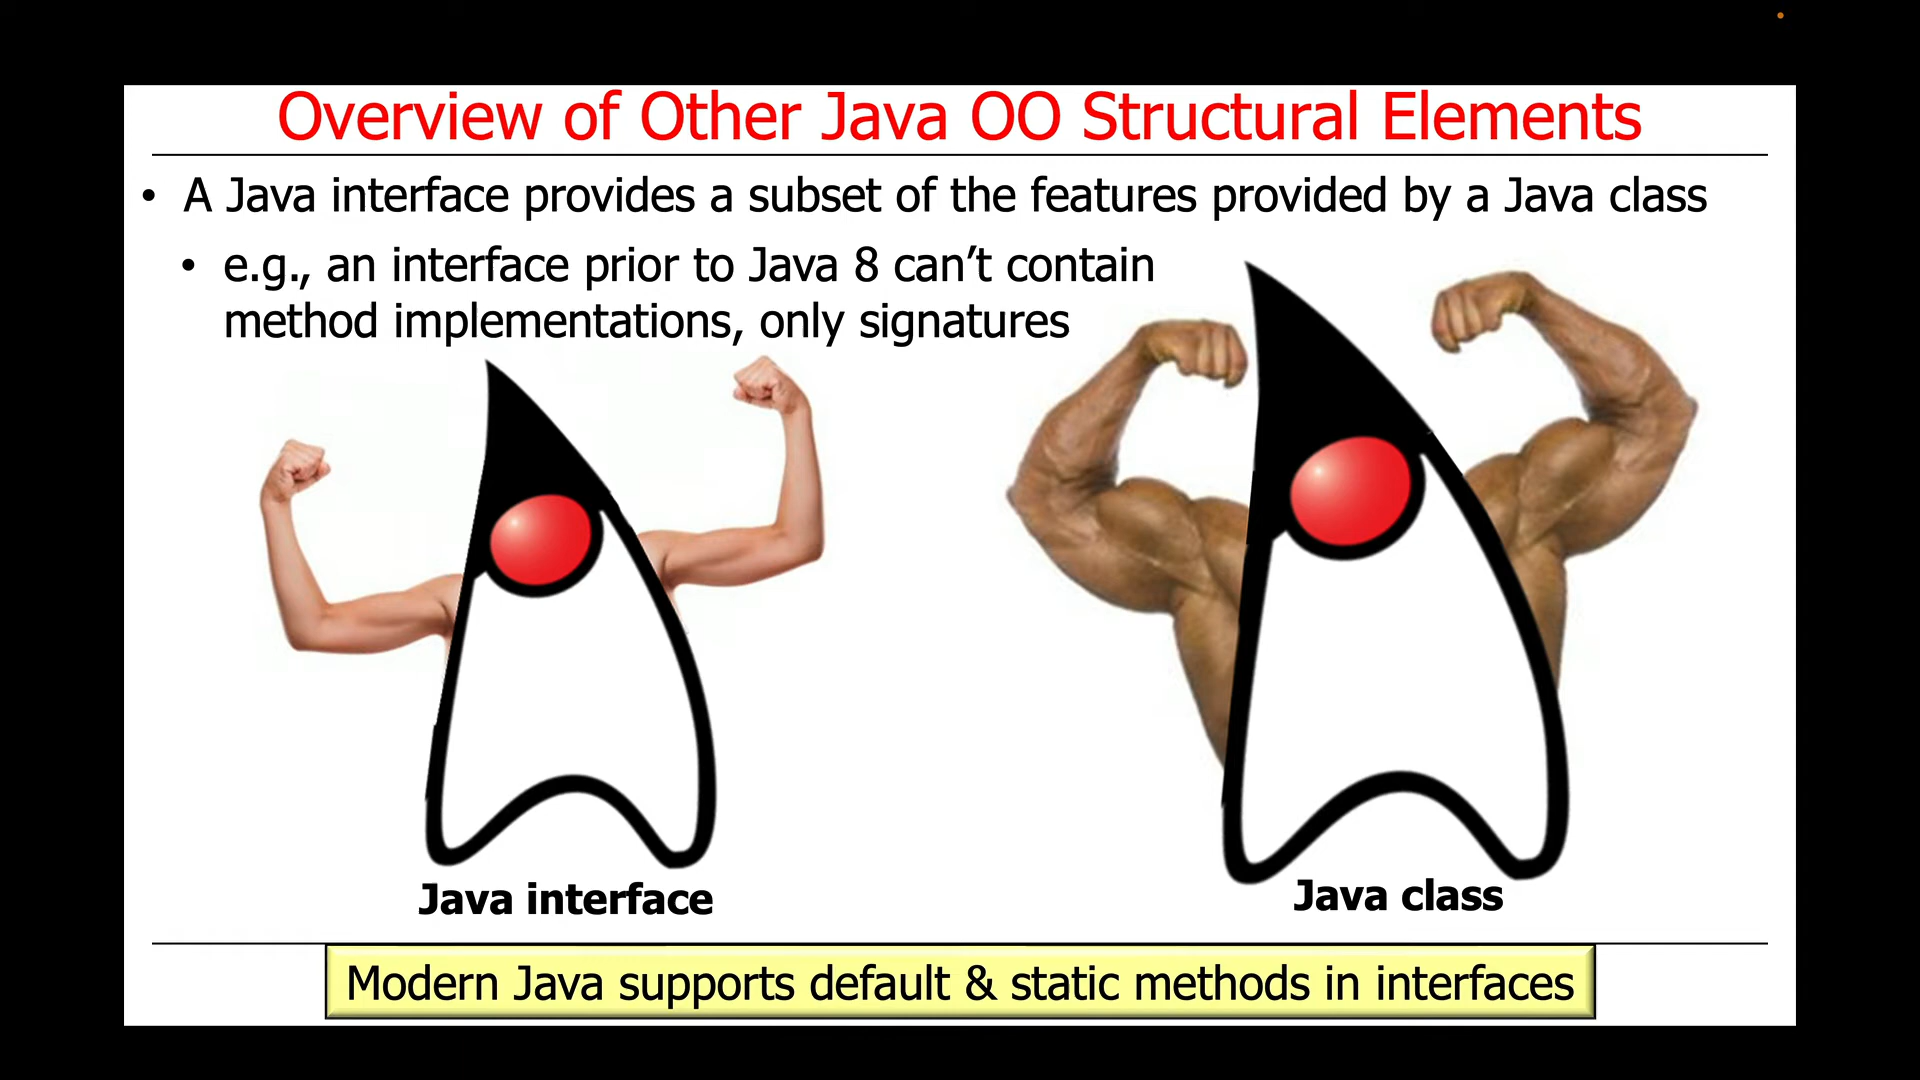 Overview of Other Java OO Structural Elements
• A Java interface provides a subset of the features provided by a Java class
• e.g., an interface prior to Java 8 can’t contain
method implementations, only signatures
Java interface
Java class
Modern Java supports default & static methods in interfaces